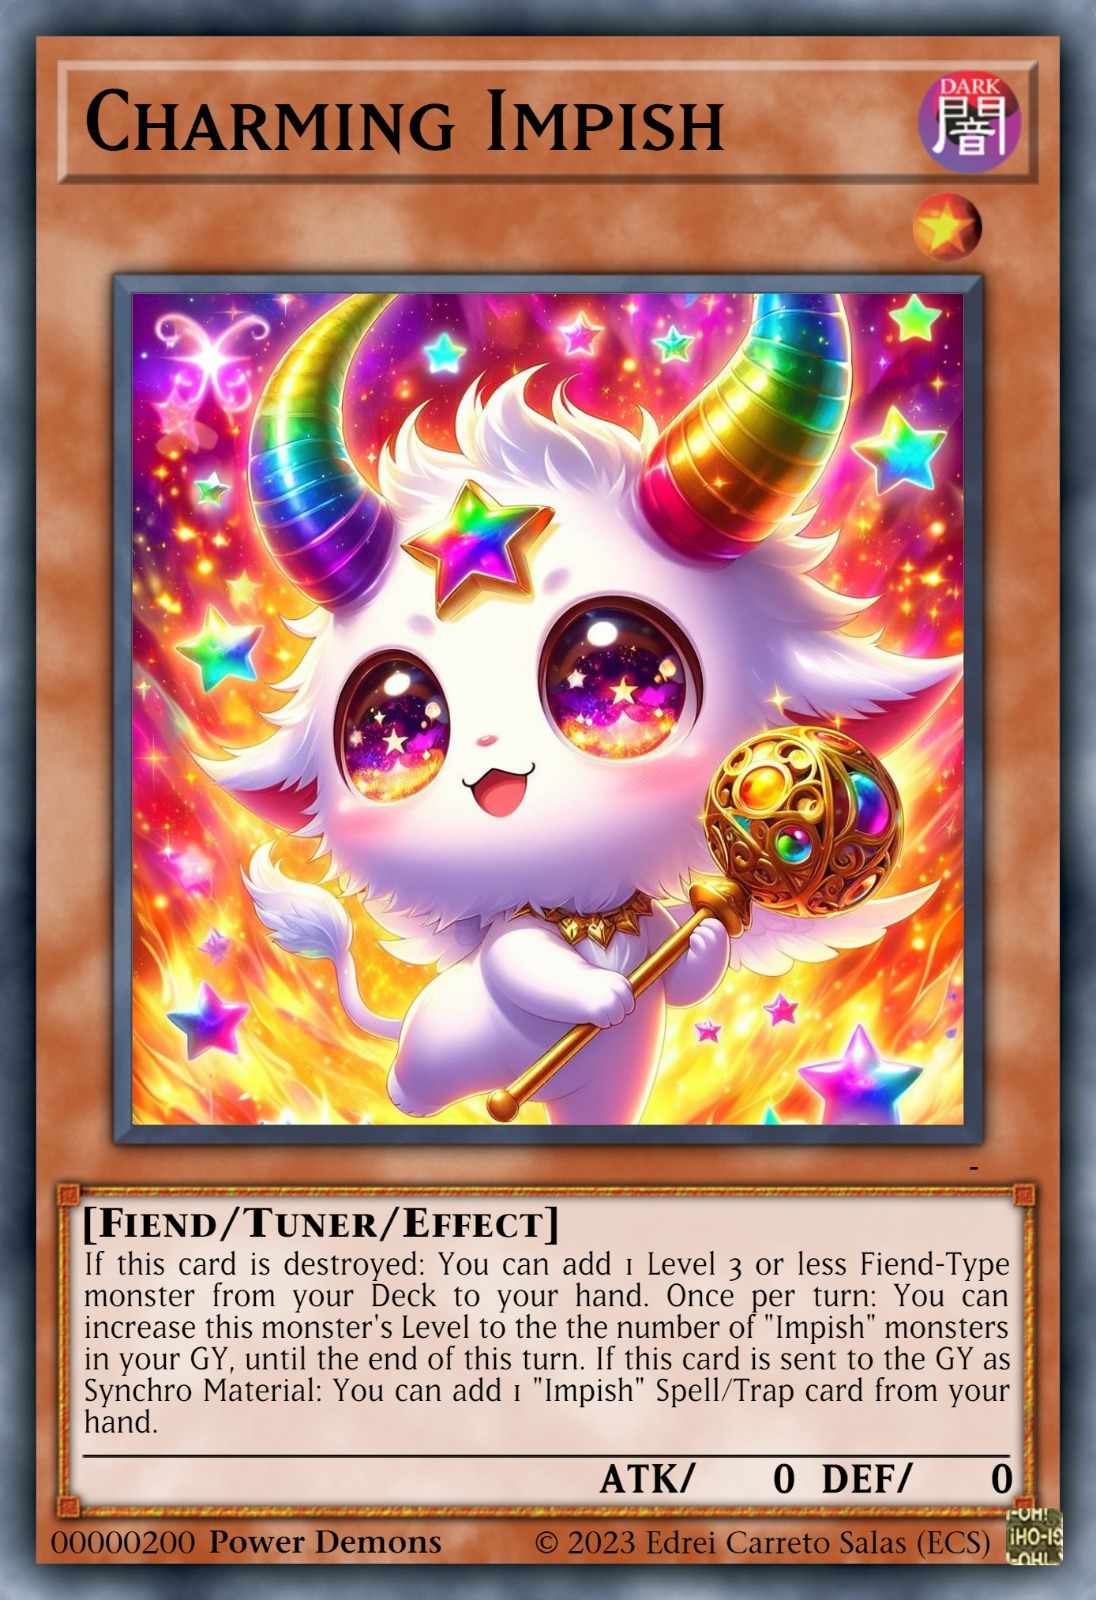 Charming Impish
DARK
闇
-
[Fiend/Tuner/Effect]
If this card is destroyed: You can add 1 Level 3 or less Fiend-Type
monster from your Deck to your hand. Once per turn: You can
increase this monster's Level to the the number of "Impish" monsters
in your GY, until the end of this turn. If this card is sent to the GY as
Synchro Material: You can add 1 "Impish" Spell/Trap card from your
hand.
ATK/ 0 DEF/ 0
00000200 Power Demons © 2023 Edrei Carreto Salas (ECS)